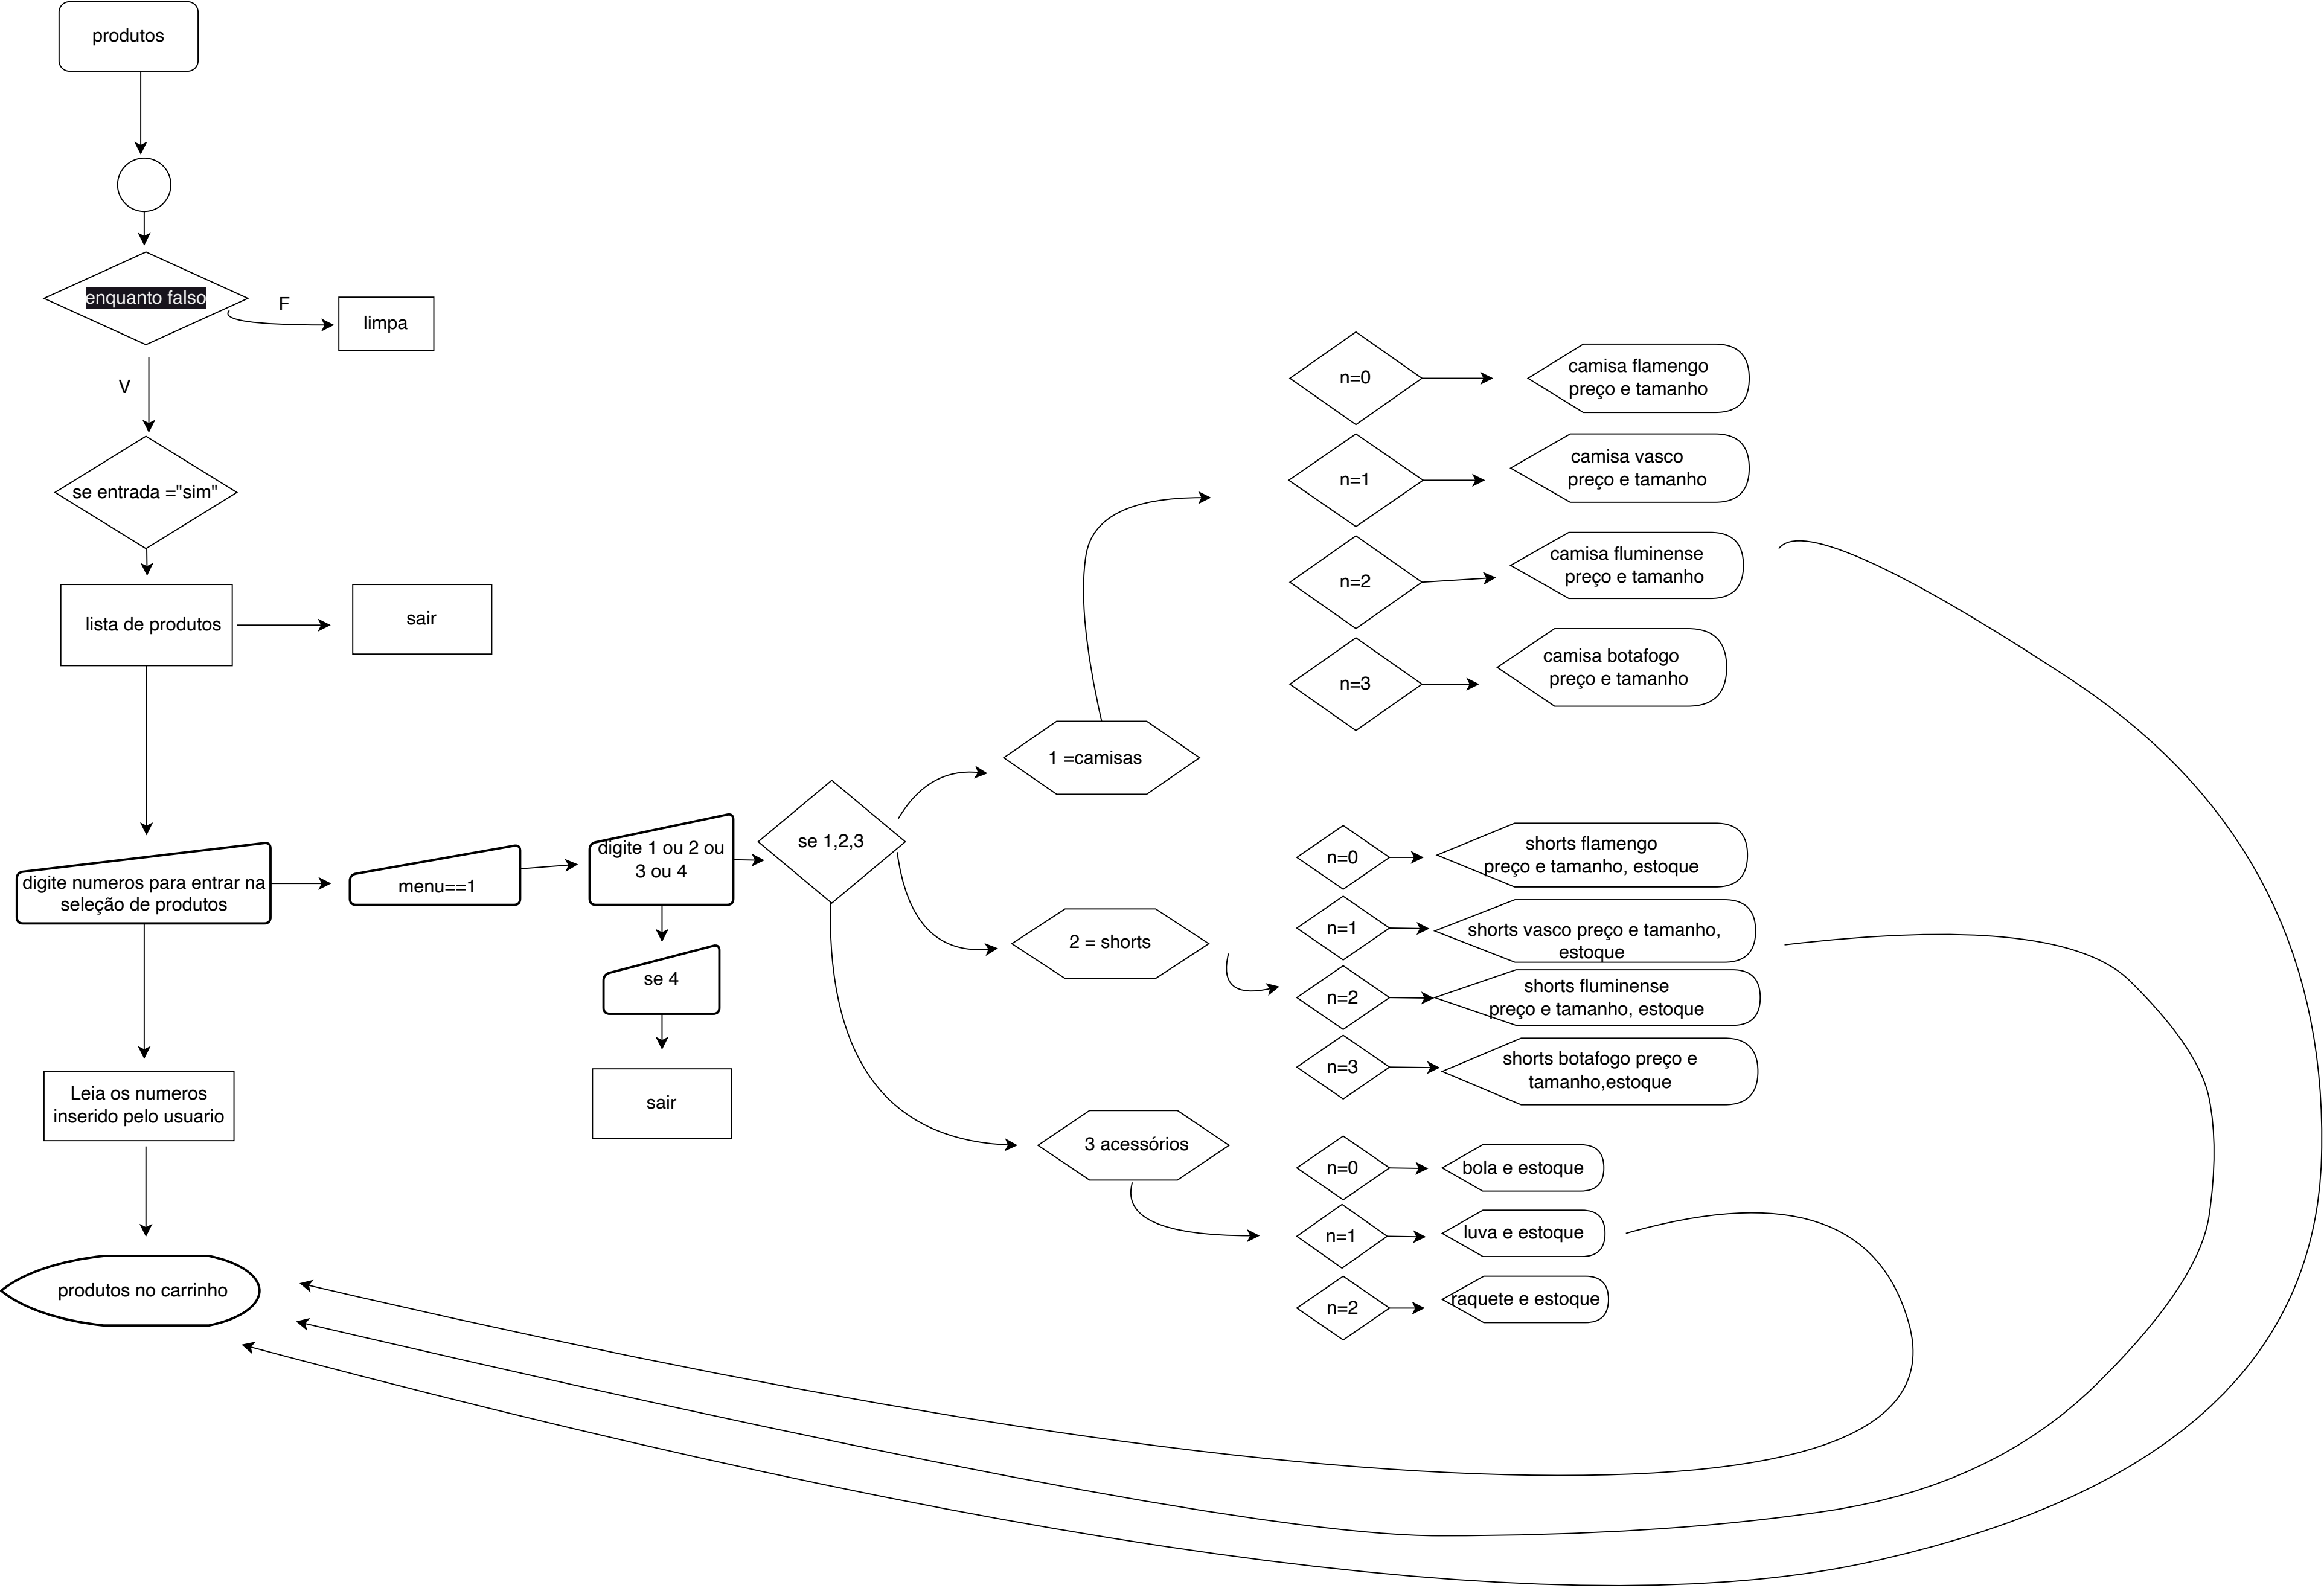 produtos
enquanto falso
F
limpa
V
se entrada ="sim"
lista de produtos
sair
digite numeros para entrar na
seleção de produtos
menu==1
digite 1 ou 2 ou
3 ou 4
se 4
sair
se 1,2,3
1 =camisas
n=0
camisa flamengo
preço e tamanho
n=1
camisa vasco
preço e tamanho
n=2
camisa fluminense
preço e tamanho
n=3
camisa botafogo
preço e tamanho
2 = shorts
n=0
shorts flamengo
preço e tamanho, estoque
n=1
shorts vasco preço e tamanho,
estoque
n=2
shorts fluminense
preço e tamanho, estoque
n=3
shorts botafogo preço e
tamanho,estoque
3 acessórios
n=0
bola e estoque
n=1
luva e estoque
n=2
raquete e estoque
Leia os numeros
inserido pelo usuario
produtos no carrinho